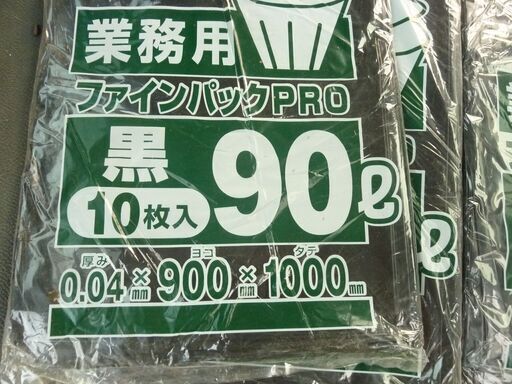 業務用
ファインパックPRO
黒 90ℓ
10枚入
厚み ヨコ タテ
0.04mm×900mm×1000mm